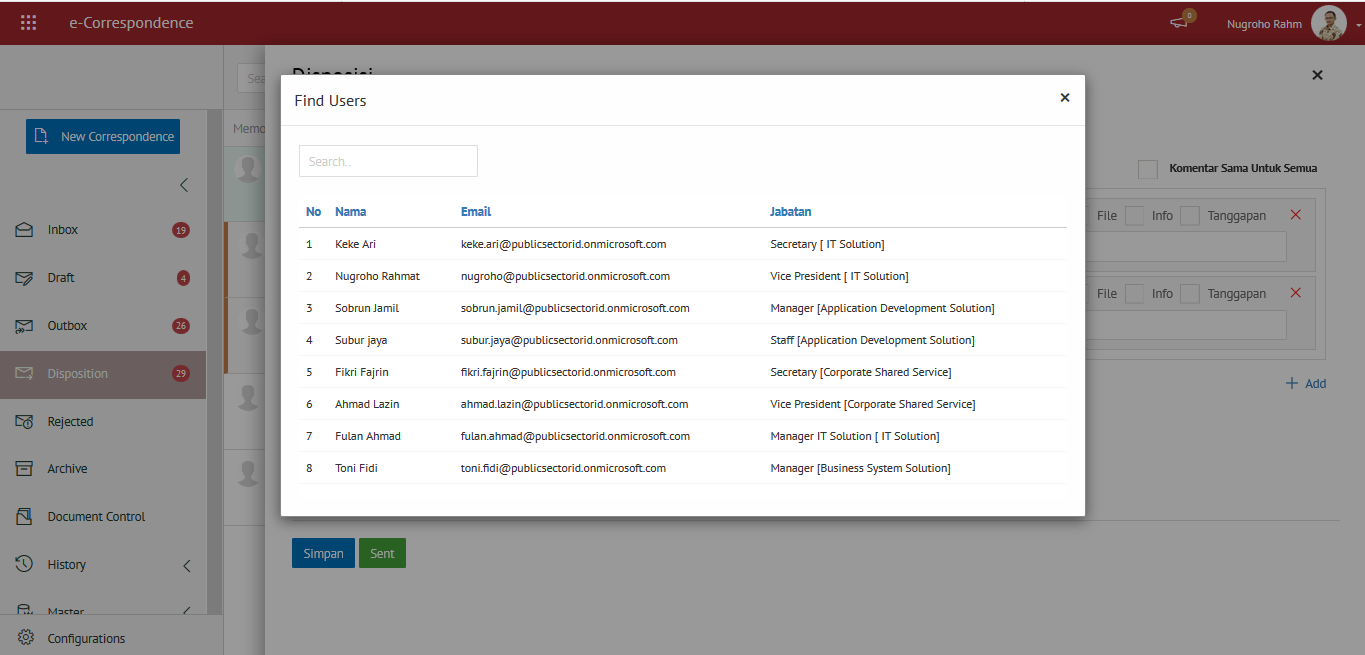 e-Correspondence
0
Nugroho Rahm
Disposisi
Find Users
New Correspondence
Search..
Komentar Sama Untuk Semua
No Nama Email Jabatan
File Info Tanggapan
1 Keke Ari keke.ari@publicsectorid.onmicrosoft.com Secretary [ IT Solution]
2 Nugroho Rahmat nugroho@publicsectorid.onmicrosoft.com Vice President [ IT Solution]
3 Sobrun Jamil sobrun.jamil@publicsectorid.onmicrosoft.com Manager [Application Development Solution]
4 Subur jaya subur.jaya@publicsectorid.onmicrosoft.com Staff [Application Development Solution]
5 Fikri Fajrin fikri.fajrin@publicsectorid.onmicrosoft.com Secretary [Corporate Shared Service]
6 Ahmad Lazin ahmad.lazin@publicsectorid.onmicrosoft.com Vice President [Corporate Shared Service]
7 Fulan Ahmad fulan.ahmad@publicsectorid.onmicrosoft.com Manager IT Solution [ IT Solution]
8 Toni Fidi toni.fidi@publicsectorid.onmicrosoft.com Manager [Business System Solution]
File Info Tanggapan
Add
Inbox 19
Draft 4
Outbox 26
Disposition 29
Rejected
Archive
Document Control
History
Master
Configurations
Simpan Sent